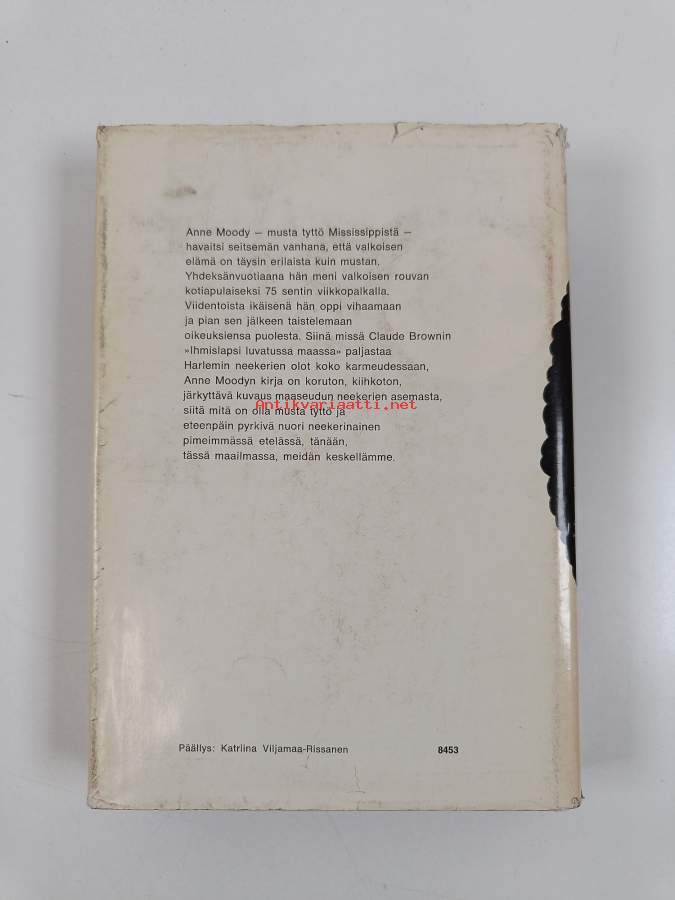 Anne Moody — musta tyttö Mississippistä —
havaitsi seitsemän vanhana, että valkoisen
elämä on täysin erilaista kuin mustan.
Yhdeksänvuotiaana hän meni valkoisen rouvan
kotiapulaiseksi 75 sentin viikkopalkalla.
Viidentoista ikäisenä hän oppi vihaamaan
ja pian sen jälkeen taistelemaan
oikeuksiensa puolesta. Siinä missä Claude Brownin
»Ihmislapsi luvatussa maassa» paljastaa
Harlemin neekerien olot koko karmeudessaan,
Anne Moodyn kirja on koruton, kiihkoton,
järkyttävä kuvaus maaseudun neekerien asemasta,
Antikvariaatti.net
siitä mitä on olla musta tyttö ja
eteenpäin pyrkivä nuori neekerinainen
pimeimmässä etelässä, tänään,
tässä maailmassa, meidän keskellämme.
Päällys: Katriina Viljamaa-Rissanen 8453